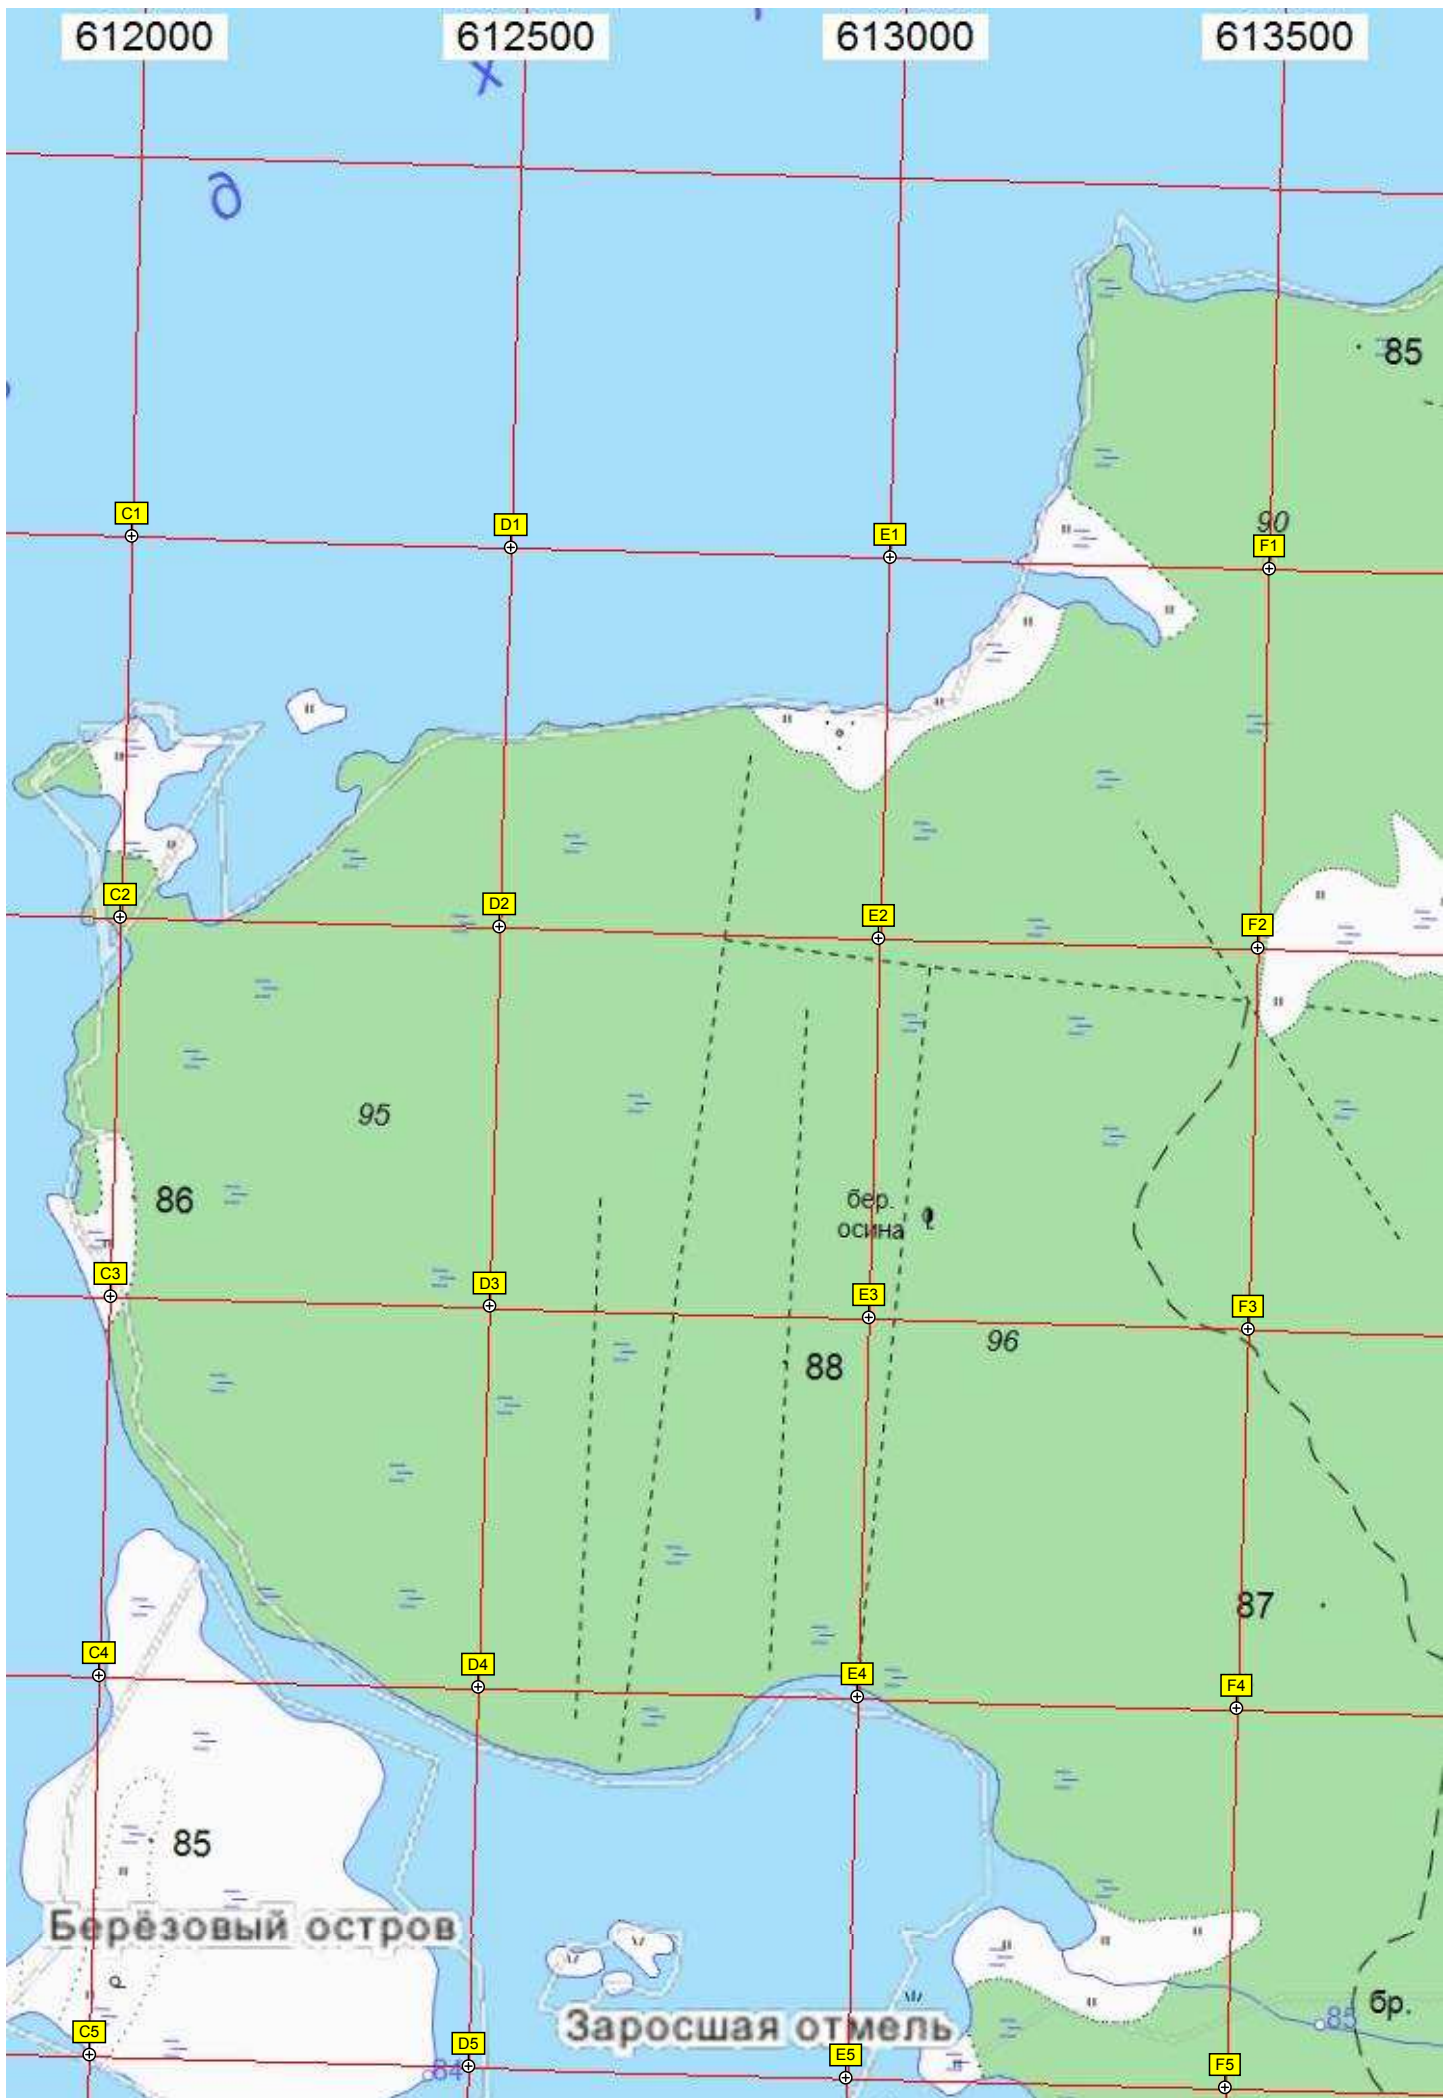 612000 612500 613000 613500
х
д
85
90
C1 D1 E1 F1
C2 D2 E2 F2
95
86
бер.
осина
C3 D3 E3 F3
96
88
87
C4 D4 E4 F4
85
Берёзовый остров
р
бр.
85
Заросшая отмель
C5 D5 E5 F5
84